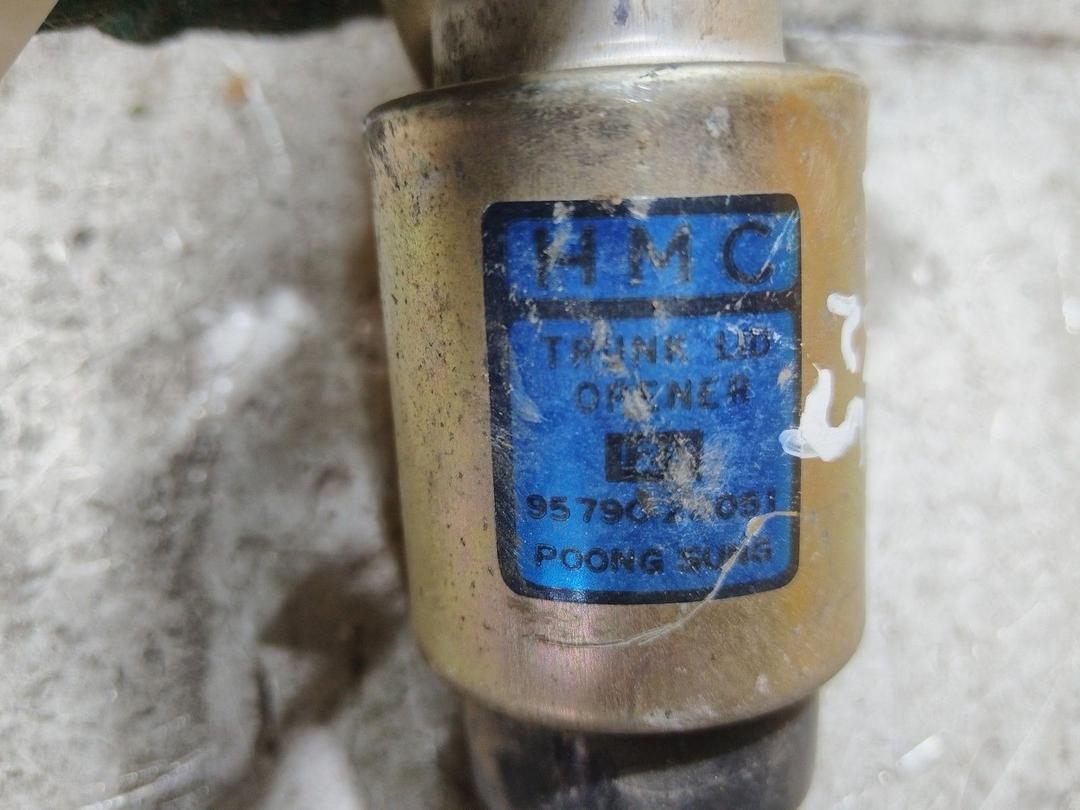 HMC
TRUNK LID
OPENER
POONG SUNG